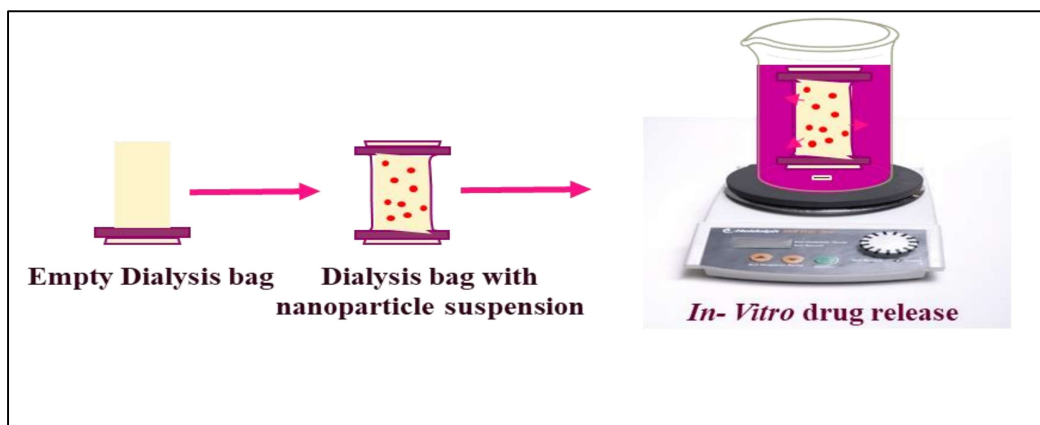 Empty Dialysis bag
Dialysis bag with
nanoparticle suspension
In- Vitro drug release